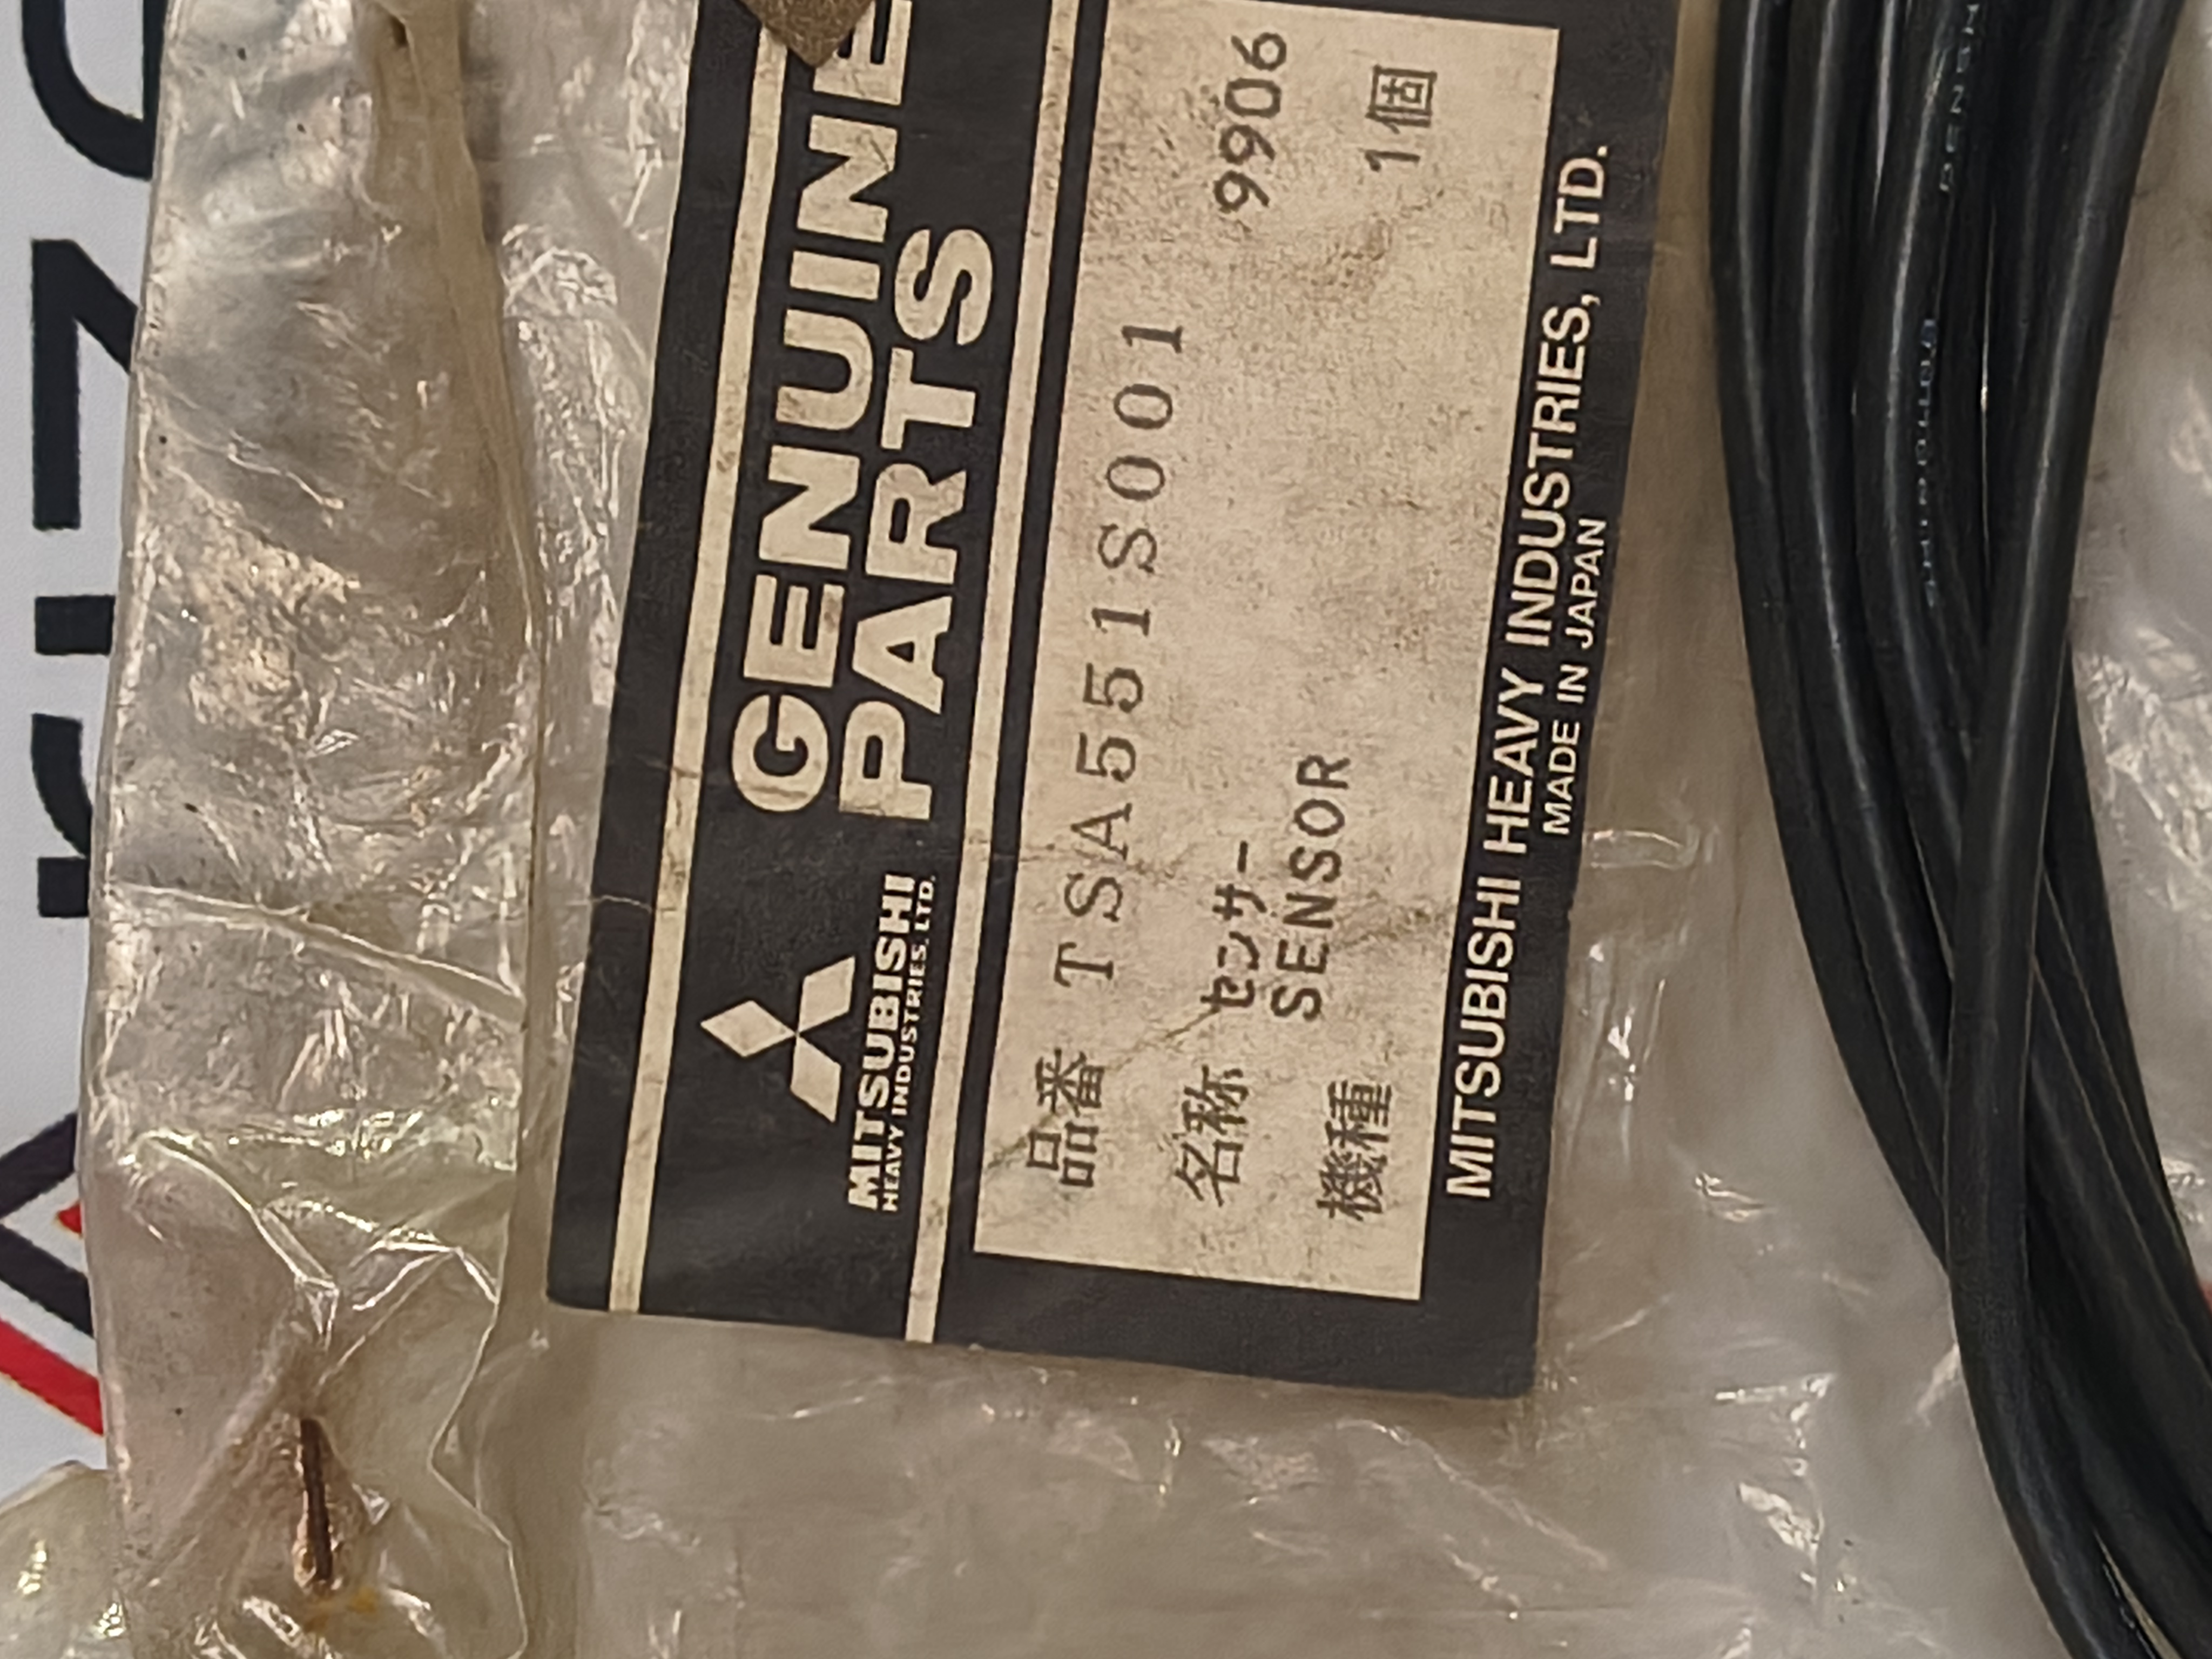 MITSUBISHI
HEAVY INDUSTRIES, LTD.
GENUINE
PARTS
品番 TSA551S001
名称 センサー 9906
SENSOR
機種 1個
MITSUBISHI HEAVY INDUSTRIES, LTD.
MADE IN JAPAN